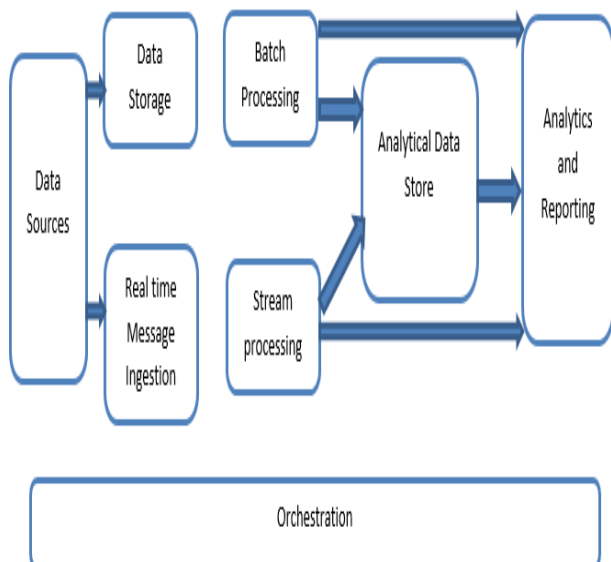 Data
Sources
Data
Storage
Real time
Message
Ingestion
Batch
Processing
Stream
processing
Analytical Data
Store
Analytics
and
Reporting
Orchestration